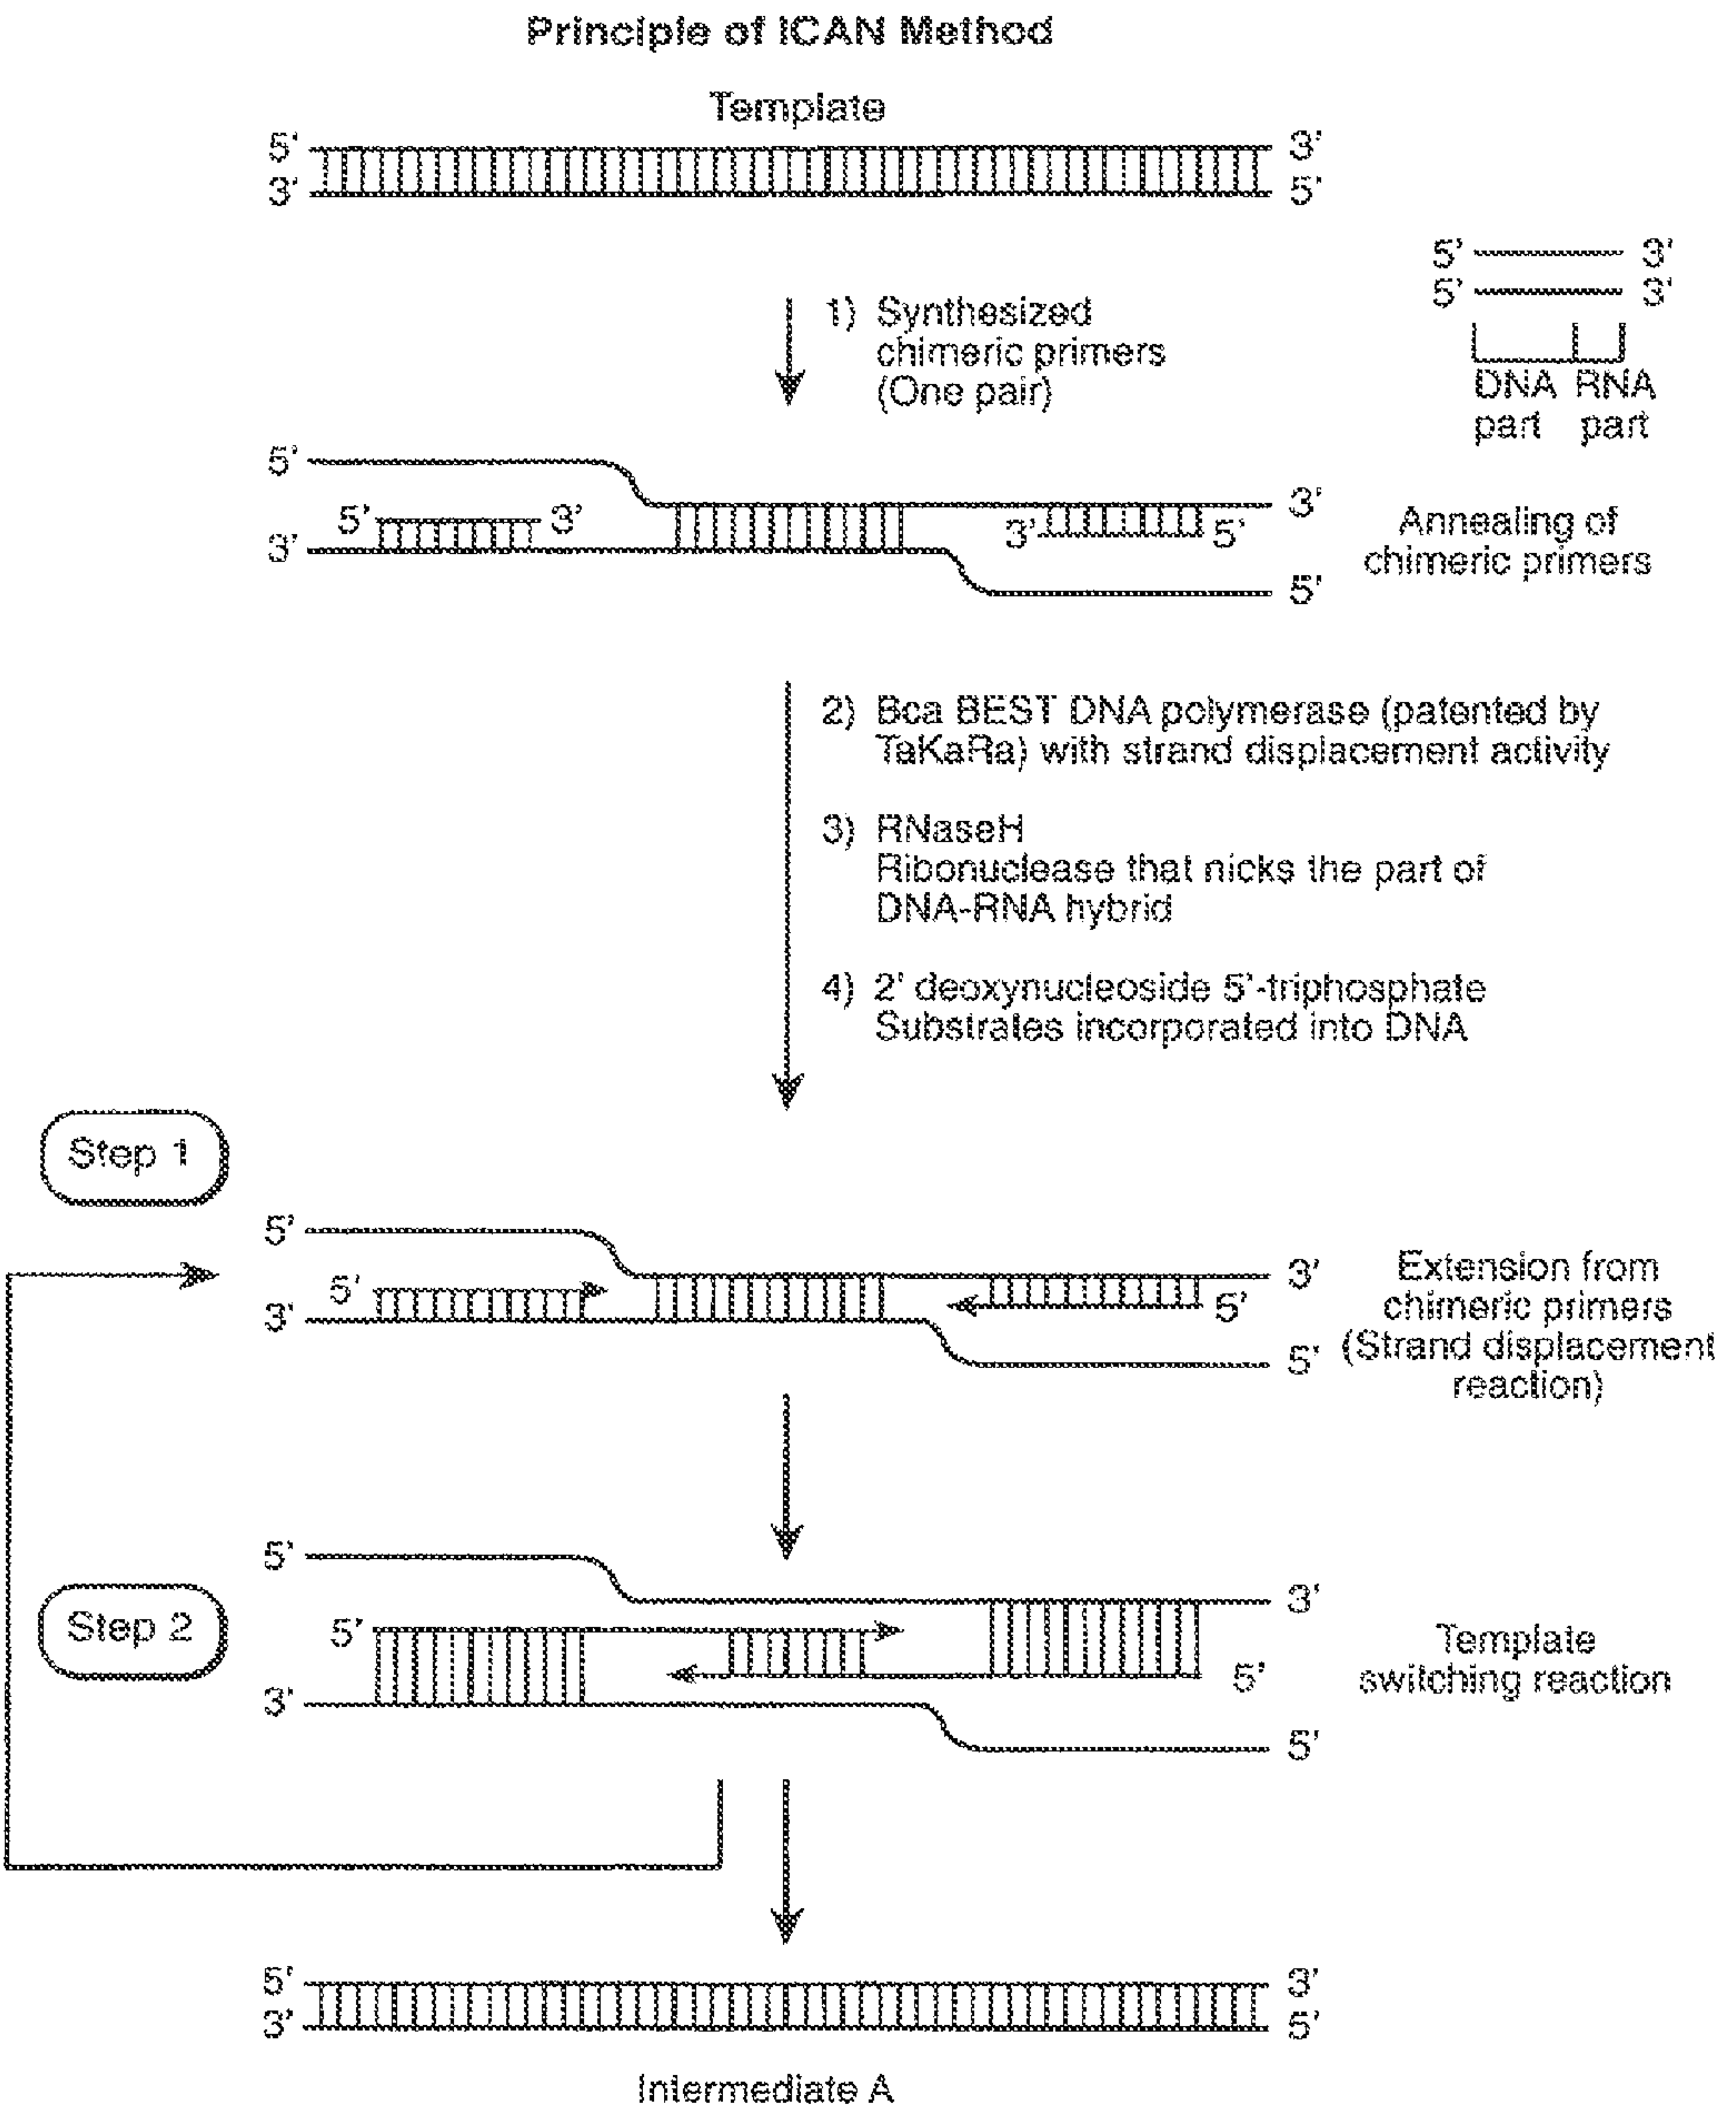 Principle of ICAN Method
Template
5' 3'
3' 5'
5' 3'
5' 3'
1) Synthesized
chimeric primers
(One pair)
DNA RNA
part part
5'
3'
5' 3'
3' 5'
3'
5'
Annealing of
chimeric primers
2) Bca BEST DNA polymerase (patented by
TaKaRa) with strand displacement activity
3) RNaseH
Ribonuclease that nicks the part of
DNA-RNA hybrid
4) 2' deoxynucleoside 5'-triphosphate
Substrates incorporated into DNA
Step 1
5'
3'
5'
5'
3'
5'
Extension from
chimeric primers
(Strand displacement
reaction)
Step 2
5'
3'
5'
5'
3'
5'
Template
switching reaction
5' 3'
3' 5'
Intermediate A